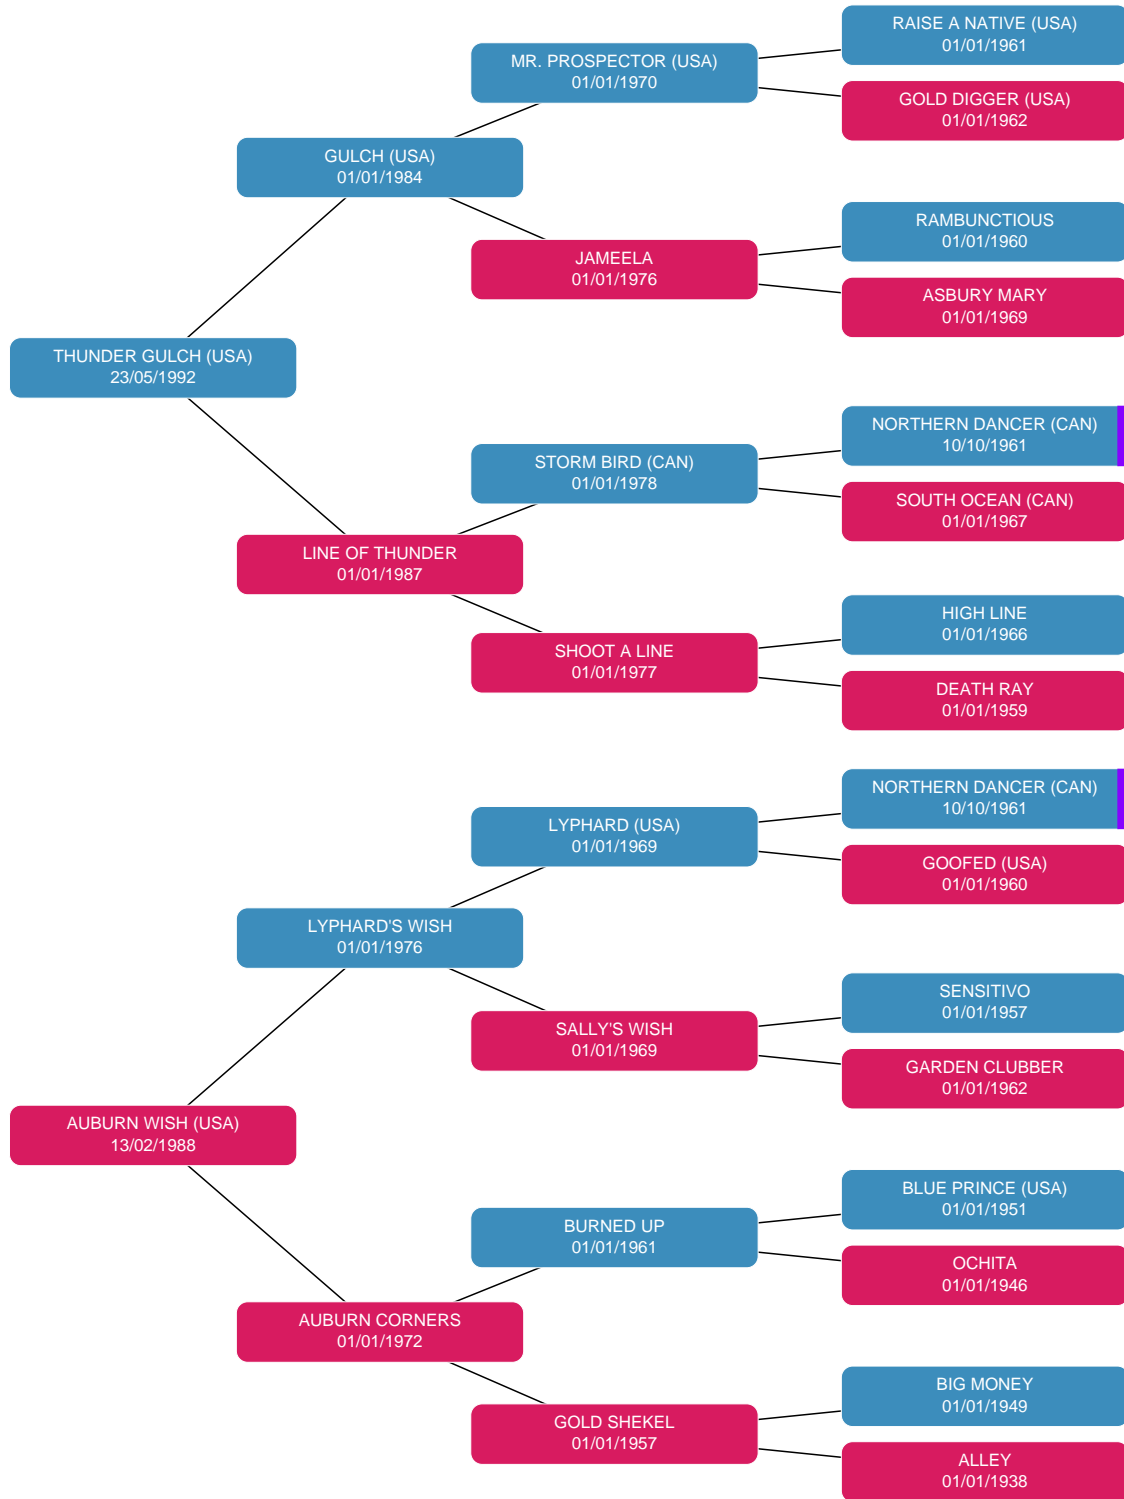 RAISE A NATIVE (USA)
01/01/1961
MR. PROSPECTOR (USA)
01/01/1970
GOLD DIGGER (USA)
01/01/1962
GULCH (USA)
01/01/1984
RAMBUNCTIOUS
01/01/1960
JAMEELA
01/01/1976
ASBURY MARY
01/01/1969
THUNDER GULCH (USA)
23/05/1992
NORTHERN DANCER (CAN)
10/10/1961
STORM BIRD (CAN)
01/01/1978
SOUTH OCEAN (CAN)
01/01/1967
LINE OF THUNDER
01/01/1987
HIGH LINE
01/01/1966
SHOOT A LINE
01/01/1977
DEATH RAY
01/01/1959
NORTHERN DANCER (CAN)
10/10/1961
LYPHARD (USA)
01/01/1969
GOOFED (USA)
01/01/1960
LYPHARD'S WISH
01/01/1976
SENSITIVO
01/01/1957
SALLY'S WISH
01/01/1969
GARDEN CLUBBER
01/01/1962
AUBURN WISH (USA)
13/02/1988
BLUE PRINCE (USA)
01/01/1951
BURNED UP
01/01/1961
OCHITA
01/01/1946
AUBURN CORNERS
01/01/1972
BIG MONEY
01/01/1949
GOLD SHEKEL
01/01/1957
ALLEY
01/01/1938